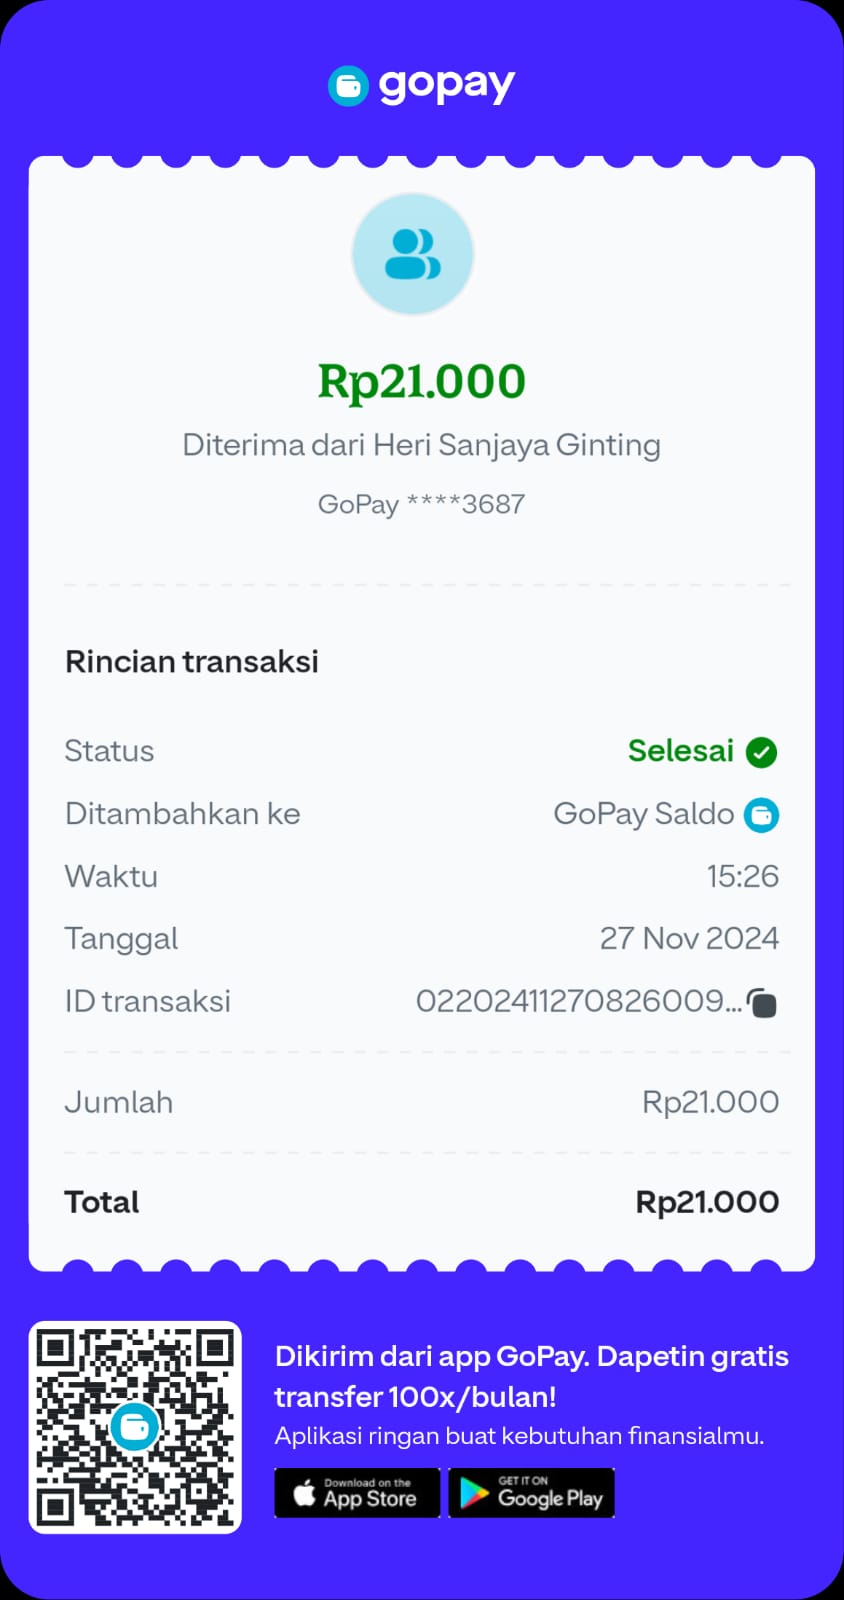 gopay
Rp21.000
Diterima dari Heri Sanjaya Ginting
GoPay ****3687
Rincian transaksi
Status Selesai
Ditambahkan ke GoPay Saldo
Waktu 15:26
Tanggal 27 Nov 2024
ID transaksi 02202411270826009...
Jumlah Rp21.000
Total Rp21.000
Dikirim dari app GoPay. Dapetin gratis
transfer 100x/bulan!
Aplikasi ringan buat kebutuhan finansialmu.
Download on the
App Store
GET IT ON
Google Play